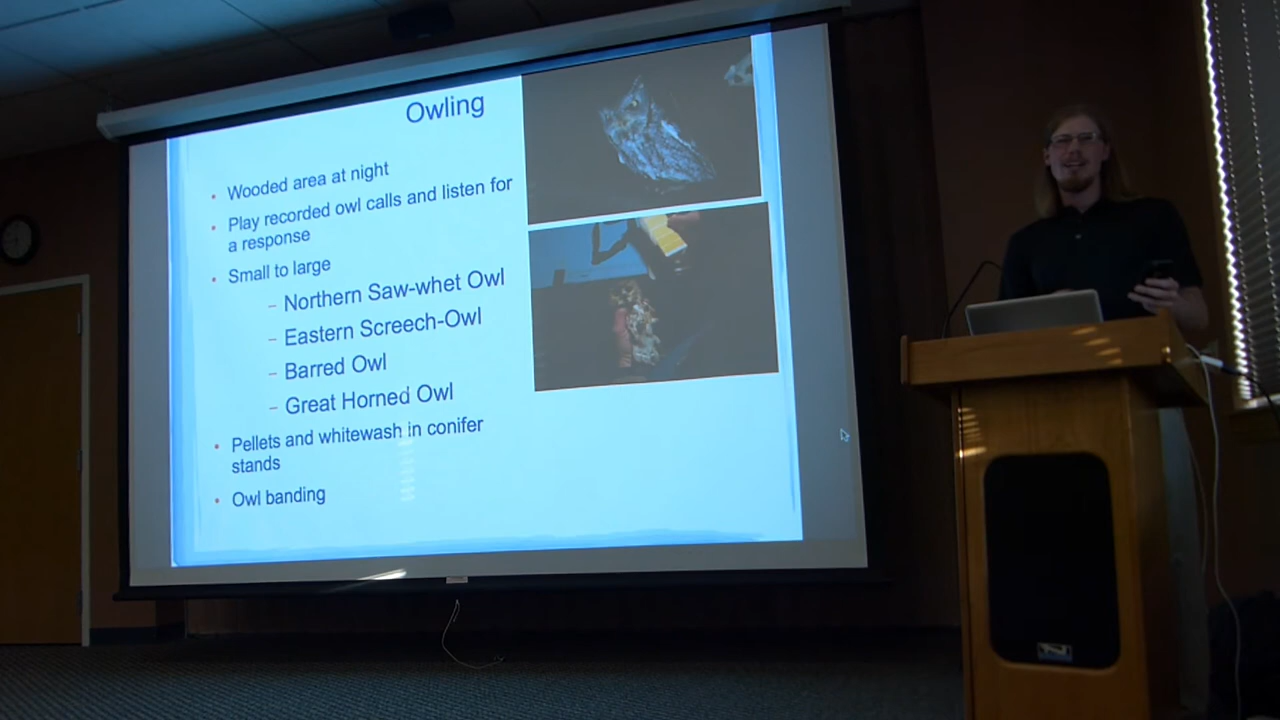 Owling
• Wooded area at night
• Play recorded owl calls and listen for
a response
• Small to large
– Northern Saw-whet Owl
– Eastern Screech-Owl
– Barred Owl
– Great Horned Owl
• Pellets and whitewash in conifer
stands
• Owl banding